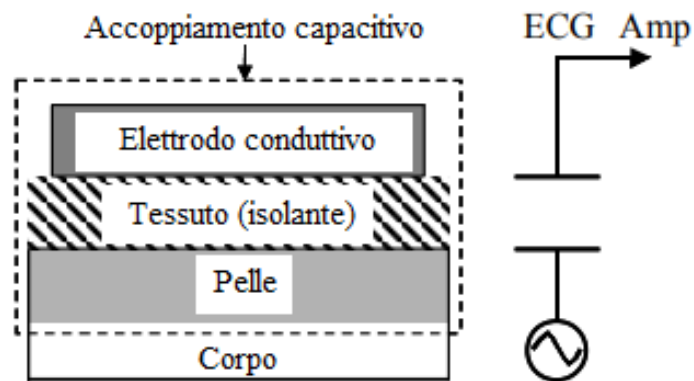 Accoppiamento capacitivo
ECG Amp
Elettrodo conduttivo
Tessuto (isolante)
Pelle
Corpo